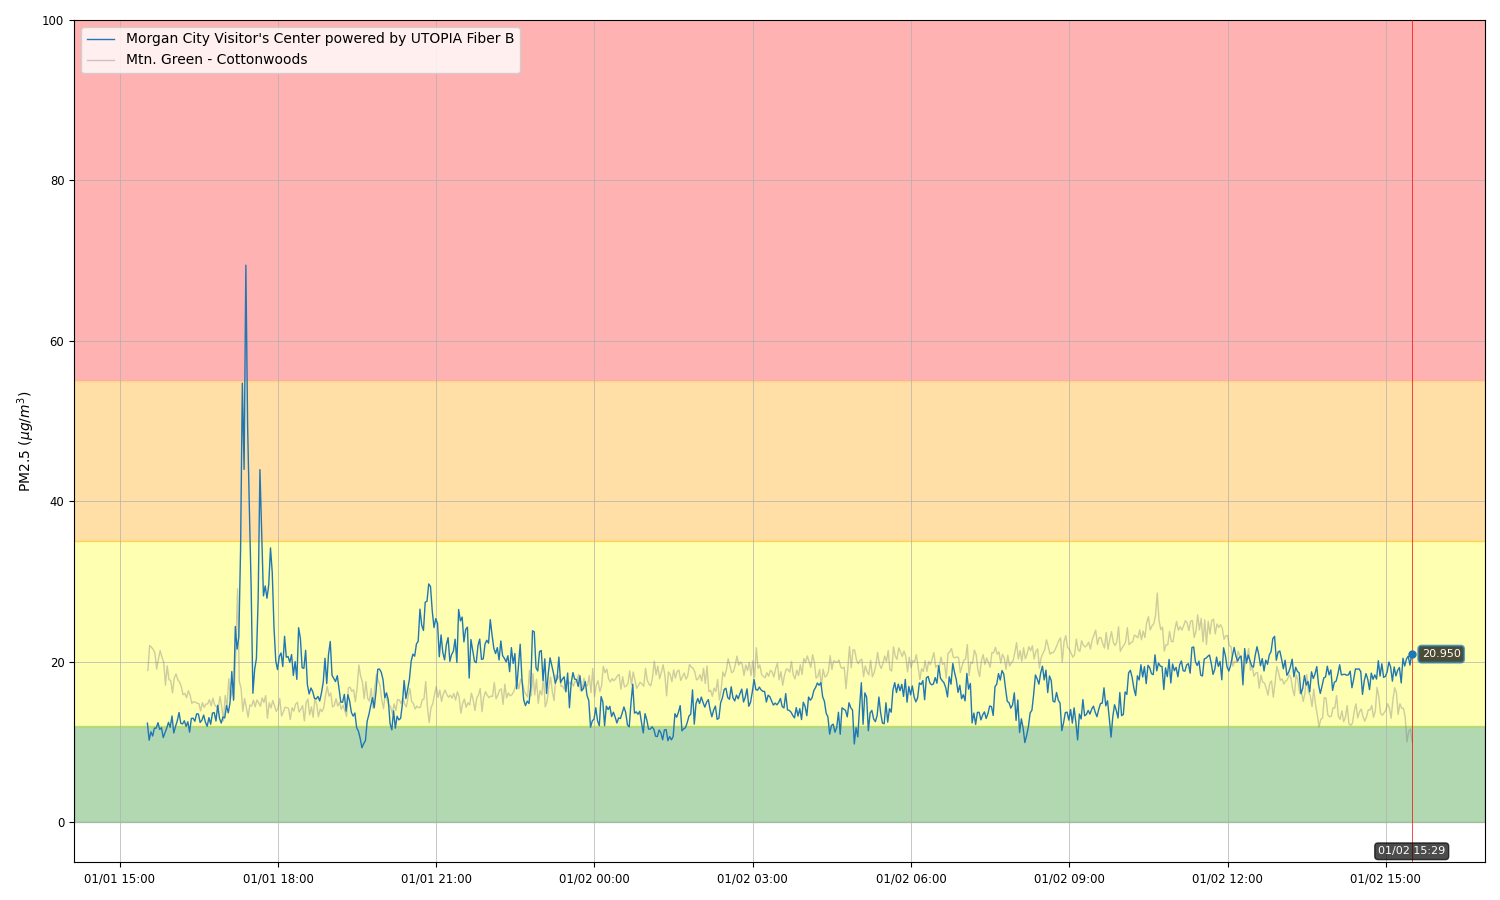 100
Morgan City Visitor's Center powered by UTOPIA Fiber B
Mtn. Green - Cottonwoods
80
60
PM2.5 (μg/m³)
40
20
20.950
0
01/02 15:29
01/01 15:00 01/01 18:00 01/01 21:00 01/02 00:00 01/02 03:00 01/02 06:00 01/02 09:00 01/02 12:00 01/02 15:00